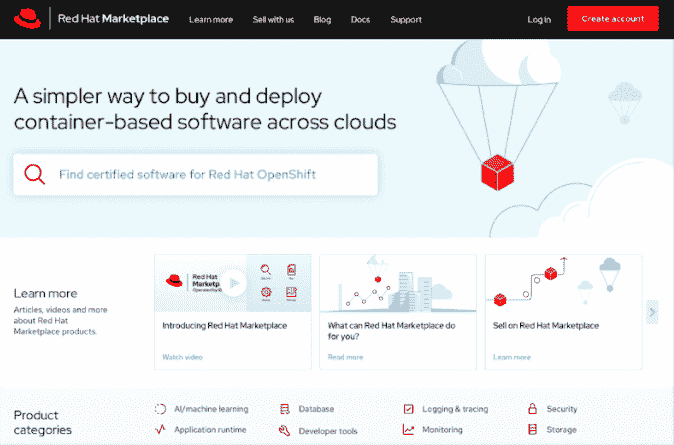 Red Hat Marketplace Learn more Sell with us Blog Docs Support Log in Create account
A simpler way to buy and deploy
container-based software across clouds
Find certified software for Red Hat OpenShift
Learn more
Articles, videos and more
about Red Hat
Marketplace products.
Red Hat
Introducing Red Hat Marketplace
Watch video
What can Red Hat Marketplace do
for you?
Read more
Sell on Red Hat Marketplace
Learn more
Product
categories
AI/machine learning
Database
Logging & tracing
Security
Application runtime
Developer tools
Monitoring
Storage